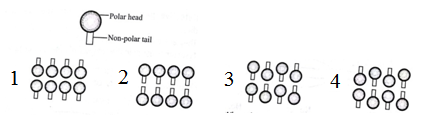 Polar head
Non-polar tail
1 2 3 4